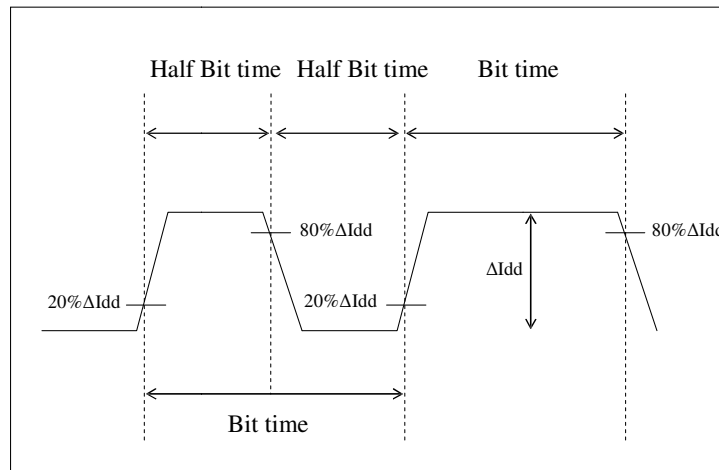 Half Bit time Half Bit time Bit time
80%ΔIdd 80%ΔIdd
ΔIdd
20%ΔIdd 20%ΔIdd
Bit time